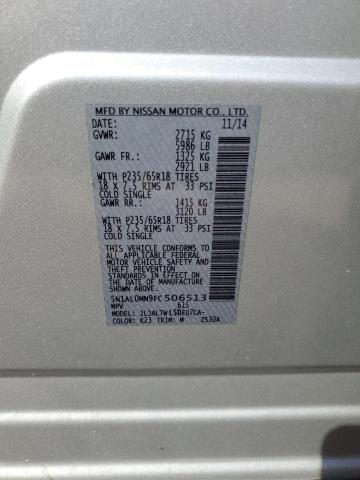 MFD BY NISSAN MOTOR CO., LTD.
DATE: 11/14
GVWR: 2715 KG
5986 LB
GAWR FR.: 1325 KG
2921 LB
WITH P235/65R18 TIRES
18 X 7.5 RIMS AT 33 PSI
COLD SINGLE
GAWR RR.: 1415 KG
3120 LB
WITH P235/65R18 TIRES
18 X 7.5 RIMS AT 33 PSI
COLD SINGLE
THIS VEHICLE CONFORMS TO
ALL APPLICABLE FEDERAL
MOTOR VEHICLE SAFETY
STANDARDS IN EFFECT
ON THE DATE OF
MANUFACTURE SHOWN ABOVE
5N1AL0MN9FC506513
MPV 615
MODEL:
COLOR: K23 TRIM: M ZS30A